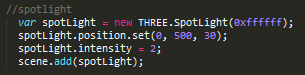 //spotlight
var spotLight = new THREE.SpotLight(0xffffff);
spotLight.position.set(0, 500, 30);
spotLight.intensity = 2;
scene.add(spotLight);